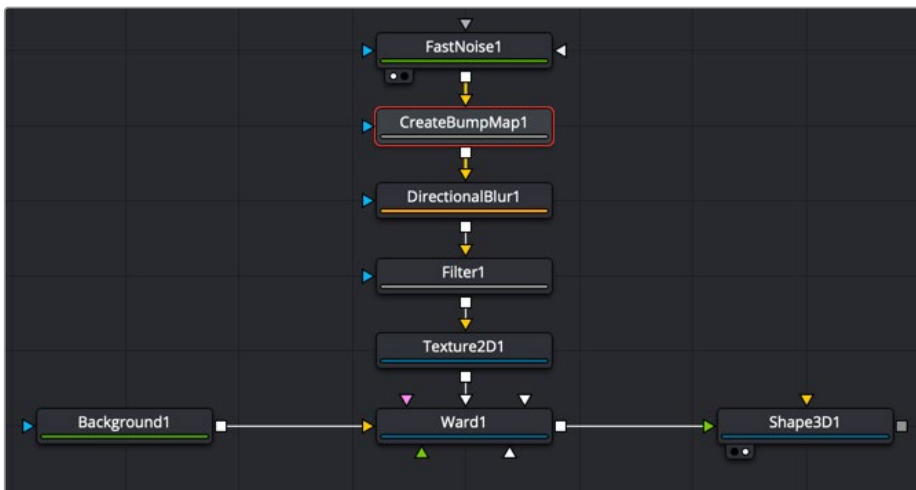 FastNoise1
CreateBumpMap1
DirectionalBlur1
Filter1
Texture2D1
Background1
Ward1
Shape3D1